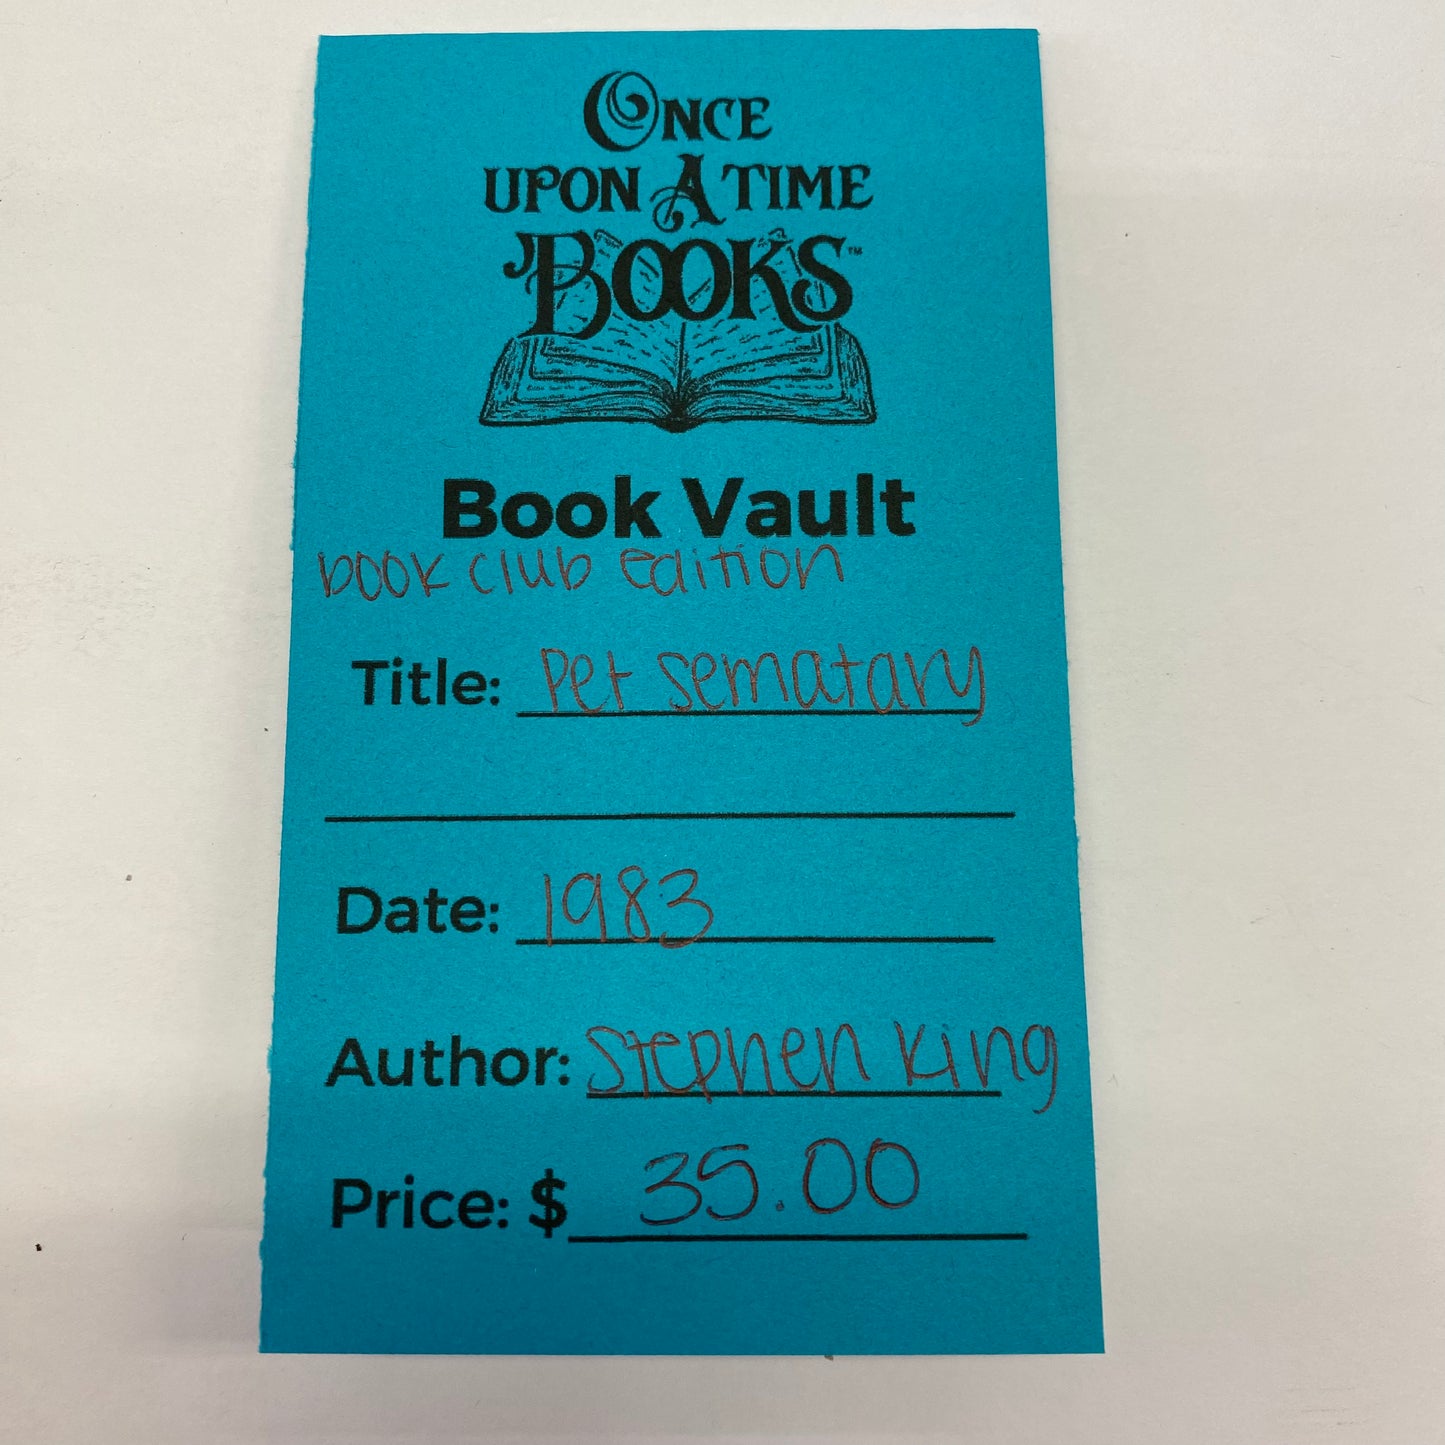 ONCE
UPON A TIME
BOOKS™
Book Vault
book club edition
Title: Pet Sematary
Date: 1983
Author: Stephen King
Price: $ 35.00